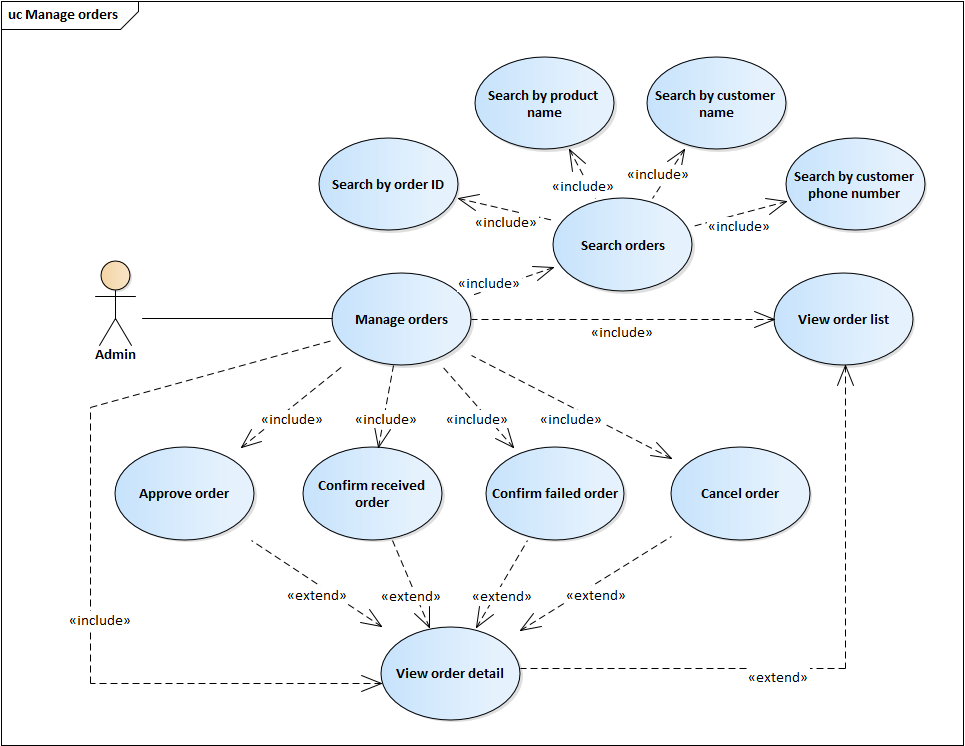 uc Manage orders
Search by product
name
Search by customer
name
Search by order ID
Search by customer
phone number
«include»
«include»
«include»
«include»
Search orders
«include»
Admin
Manage orders
«include»
View order list
«include»
«include»
«include»
«include»
Approve order
Confirm received
order
Confirm failed order
Cancel order
«extend»
«extend»
«extend»
«extend»
«include»
View order detail
«extend»